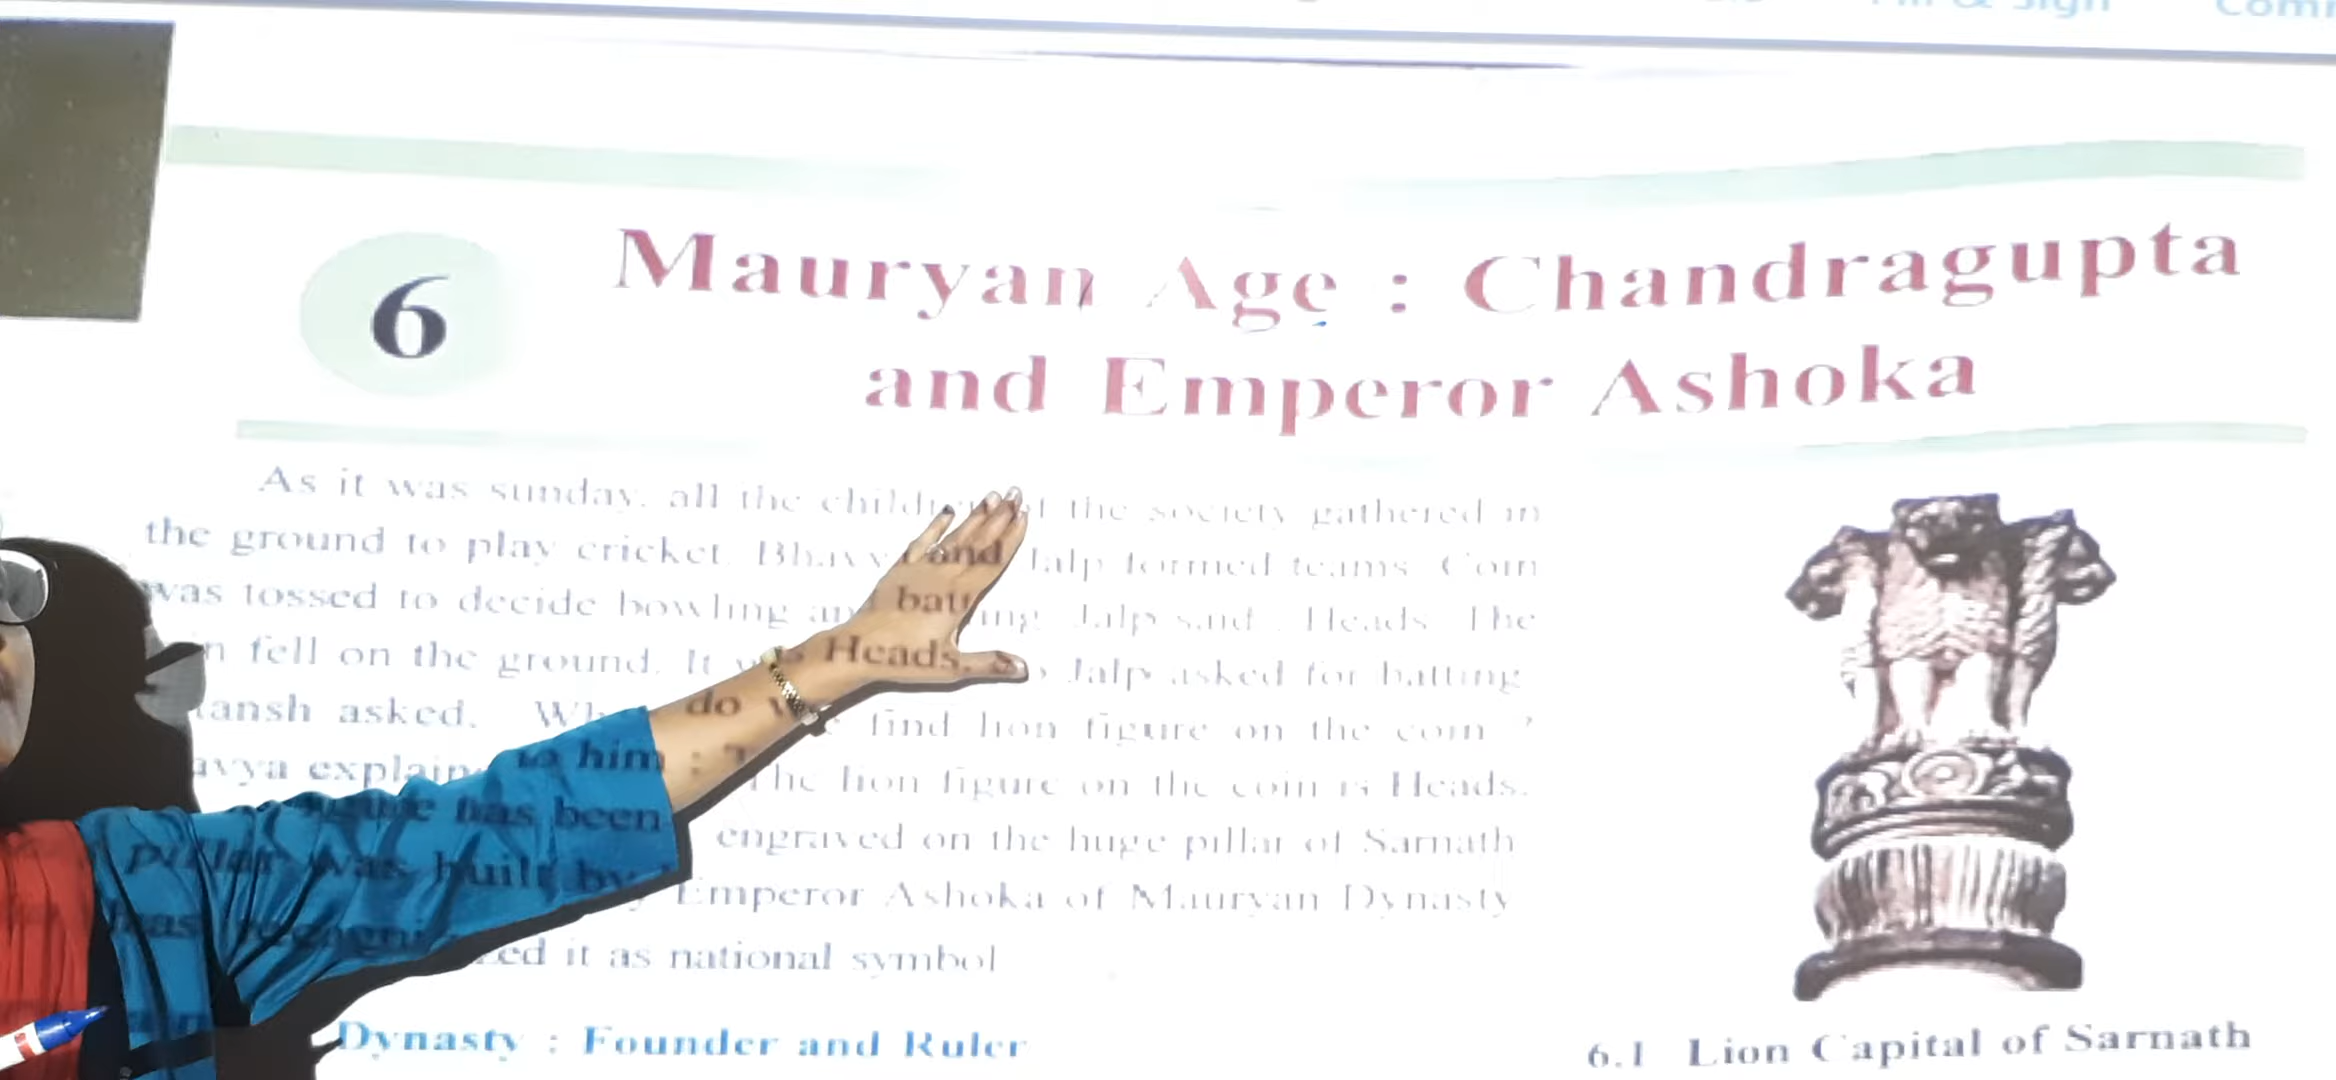 Fill & Sign
6
Mauryan Age : Chandragupta
and Emperor Ashoka
As it was sunday, all the children of the society gathered in
the ground to play cricket. Bhavya and Jalp formed teams. Coin
was tossed to decide bowling and batting. Jalp said : Heads. The
fell on the ground. It was Heads. So Jalp asked for batting
asked. Why do we find lion figure on the coin ?
explained to him : The lion figure on the coin is Heads.
has been engraved on the huge pillar of Sarnath
pillar was built by Emperor Ashoka of Mauryan Dynasty
it as national symbol
6.1 Lion Capital of Sarnath
Dynasty : Founder and Ruler